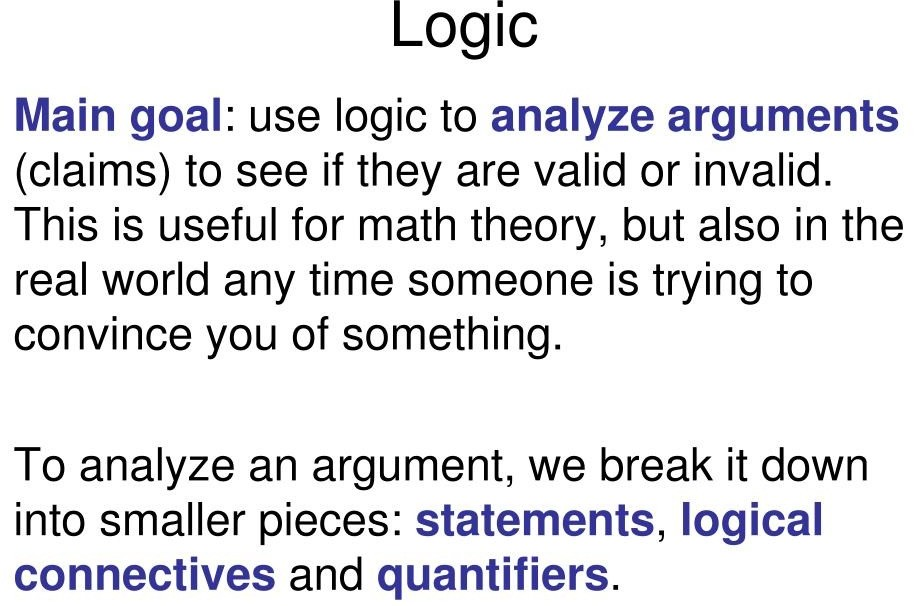 Logic
Main goal: use logic to analyze arguments
(claims) to see if they are valid or invalid.
This is useful for math theory, but also in the
real world any time someone is trying to
convince you of something.
To analyze an argument, we break it down
into smaller pieces: statements, logical
connectives and quantifiers.